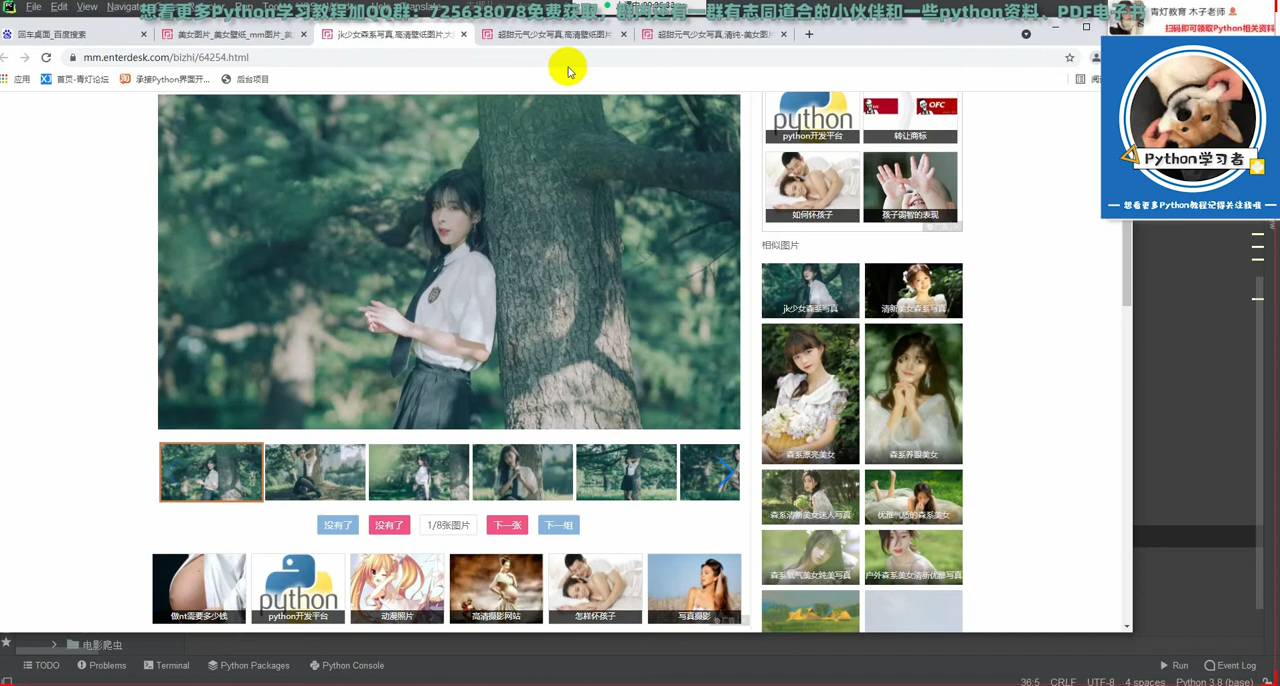 File Edit View Navigate
想看更多python学习教程加QQ群：725638078免费获取，群内还有一群有志同道合的小伙伴和一些python资料、PDF电子书
青灯教育 木子老师
扫码即可领取Python相关资料
回车桌面_百度搜索
美女图片_美女壁纸_mm图片_美
jk少女森系写真,高清壁纸图片,大
超甜元气少女写真,高清壁纸图片
超甜元气少女写真,清纯-美女图
mm.enterdesk.com/bizhi/64254.html
应用
首页-青灯论坛
承接Python界面开...
后台项目
Python学习者
想看更多Python教程记得关注我哦
python
python开发平台
OFC
转让商标
如何怀孩子
孩子弱智的表现
相似图片
jk少女森系写真
清新美女森系写真
森系漂亮美女
森系养眼美女
森系清新美女迷人写真
优雅气质的森系美女
森系氧气美女纯美写真
户外森系美女清新优雅写真
没有了
没有了
1/8张图片
下一张
下一组
做nt需要多少钱
python
python开发平台
动漫照片
高清摄影网站
怎样怀孩子
写真摄影
电影爬虫
TODO
Problems
Terminal
Python Packages
Python Console
Run
Event Log
36:5 CRLF UTF-8 4 spaces Python 3.8 (base)